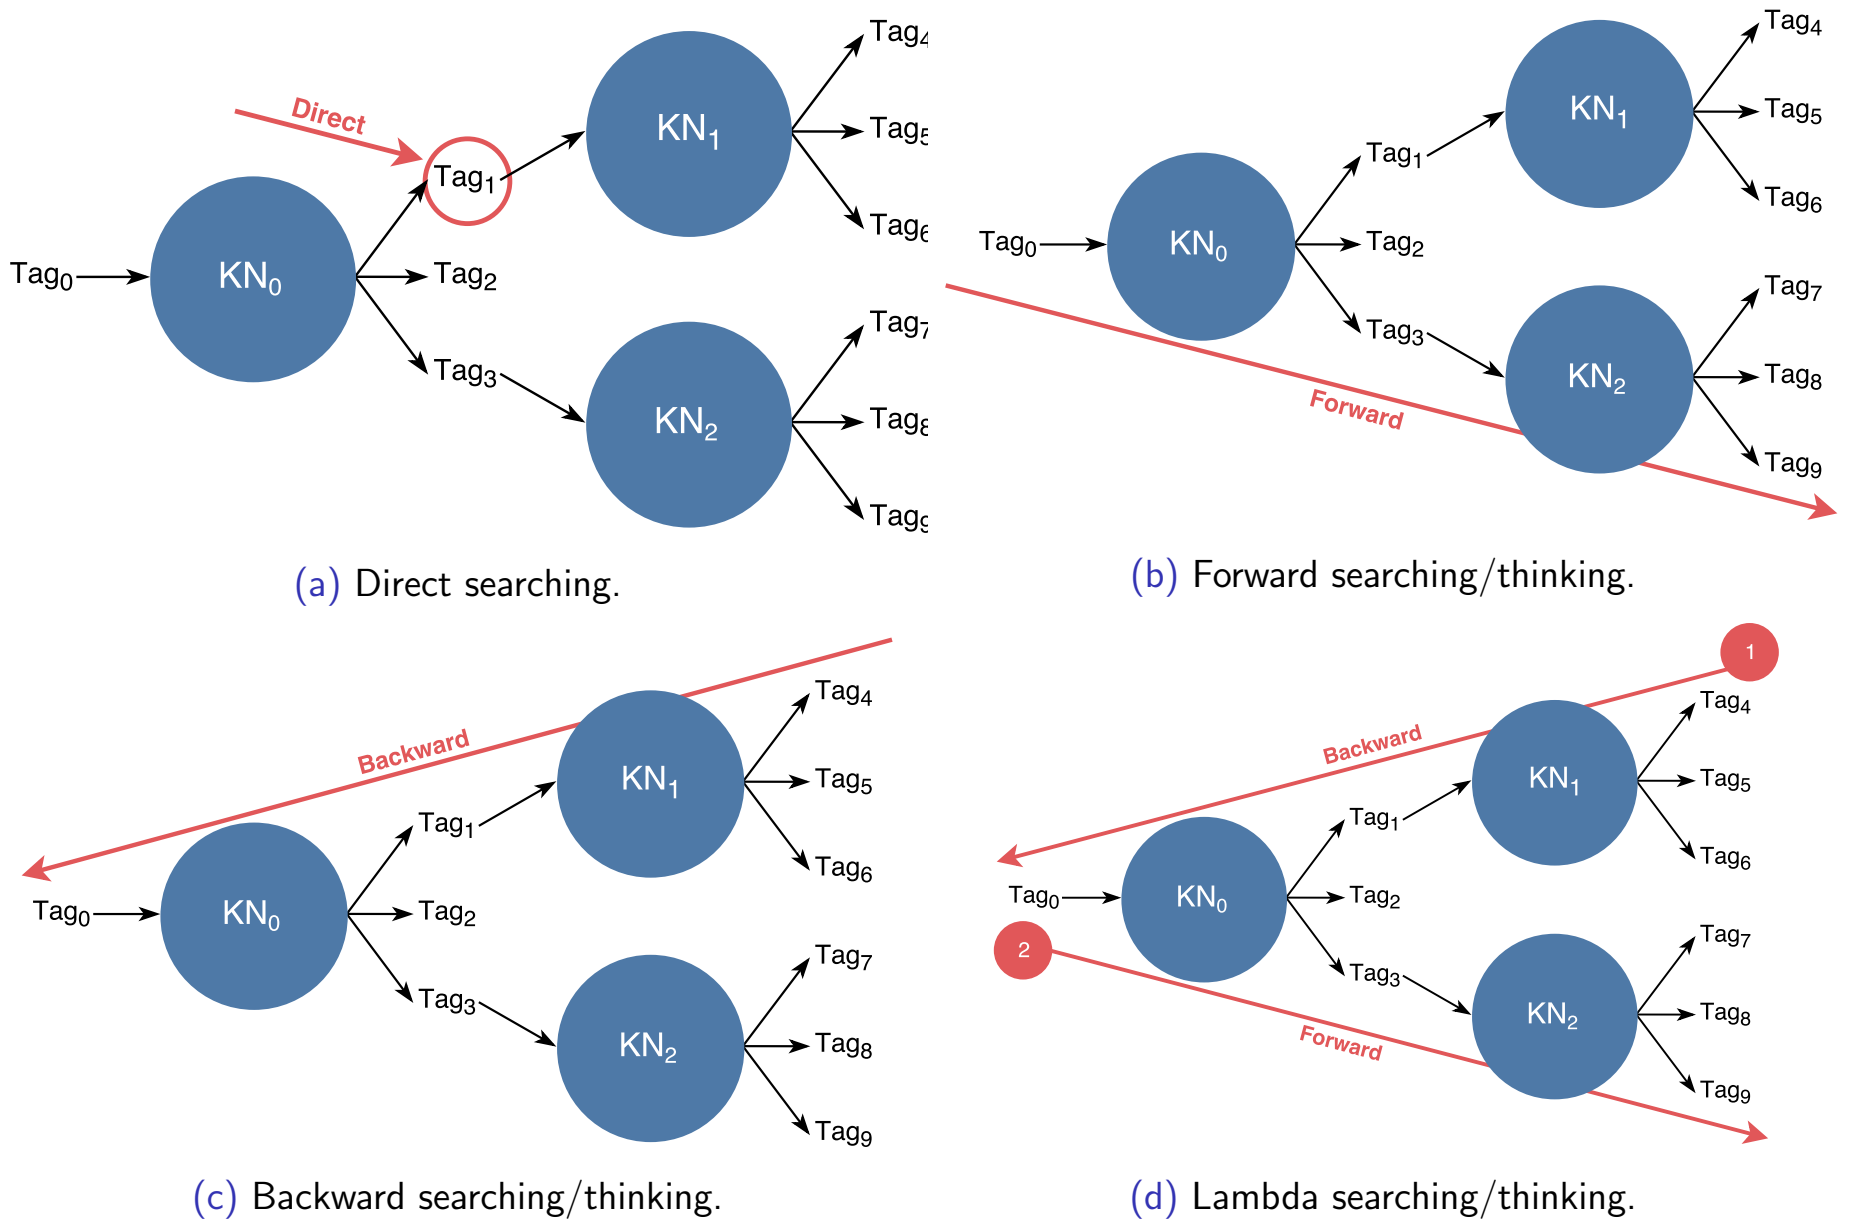 Direct
Tag0
KN0
Tag1
Tag2
Tag3
KN1
KN2
Tag4
Tag5
Tag6
Tag7
Tag8
Tag9
(a) Direct searching.
Tag0
KN0
Tag1
Tag2
Tag3
KN1
KN2
Tag4
Tag5
Tag6
Tag7
Tag8
Tag9
Forward
(b) Forward searching/thinking.
Backward
Tag0
KN0
Tag1
Tag2
Tag3
KN1
KN2
Tag4
Tag5
Tag6
Tag7
Tag8
Tag9
(c) Backward searching/thinking.
1
Backward
Tag0
KN0
Tag1
Tag2
Tag3
KN1
KN2
Tag4
Tag5
Tag6
Tag7
Tag8
Tag9
2
Forward
(d) Lambda searching/thinking.